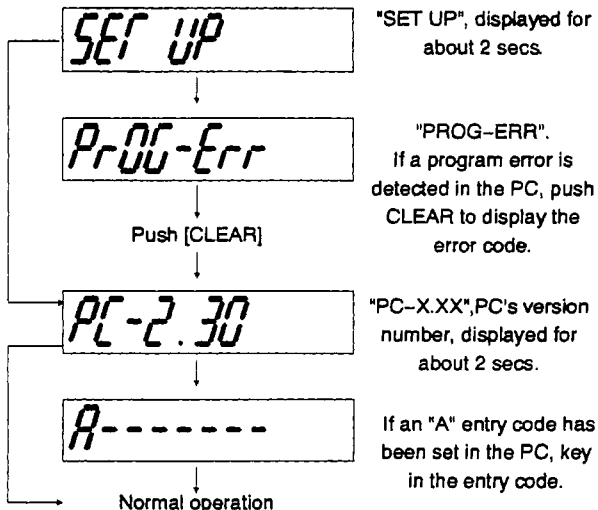 SET UP
"SET UP", displayed for
about 2 secs.
PrOG-Err
"PROG-ERR".
If a program error is
detected in the PC, push
CLEAR to display the
error code.
Push [CLEAR]
PC-2.30
"PC-X.XX",PC's version
number, displayed for
about 2 secs.
A-------
If an "A" entry code has
been set in the PC, key
in the entry code.
Normal operation